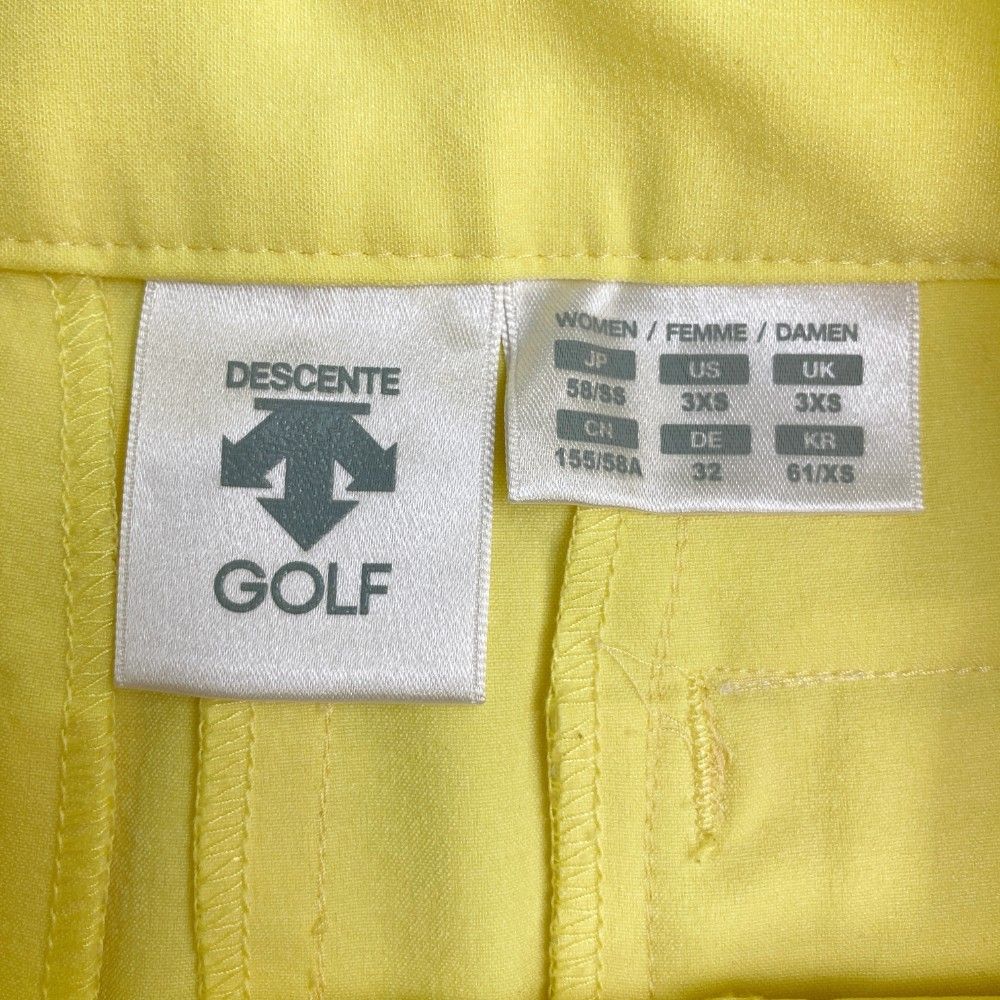 DESCENTE
GOLF
WOMEN / FEMME / DAMEN
JP US UK
58/SS 3XS 3XS
CN DE KR
155/58A 32 61/XS